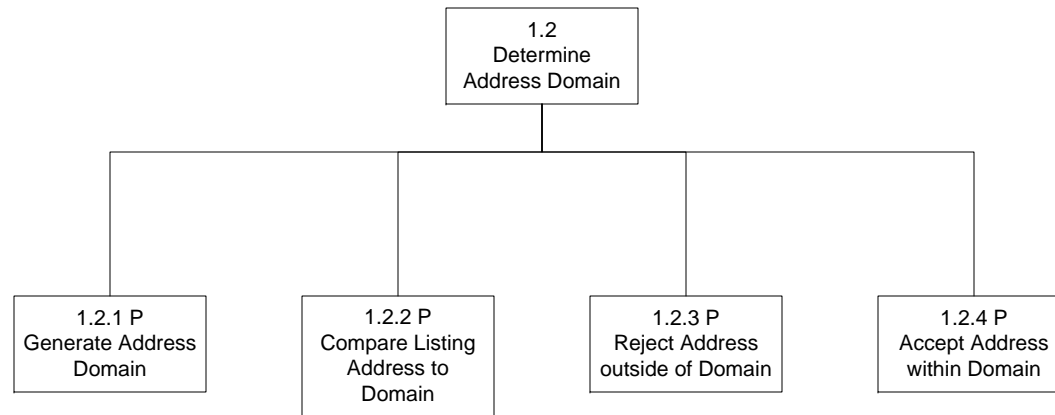 1.2
Determine
Address Domain
1.2.1 P
Generate Address
Domain
1.2.2 P
Compare Listing
Address to
Domain
1.2.3 P
Reject Address
outside of Domain
1.2.4 P
Accept Address
within Domain